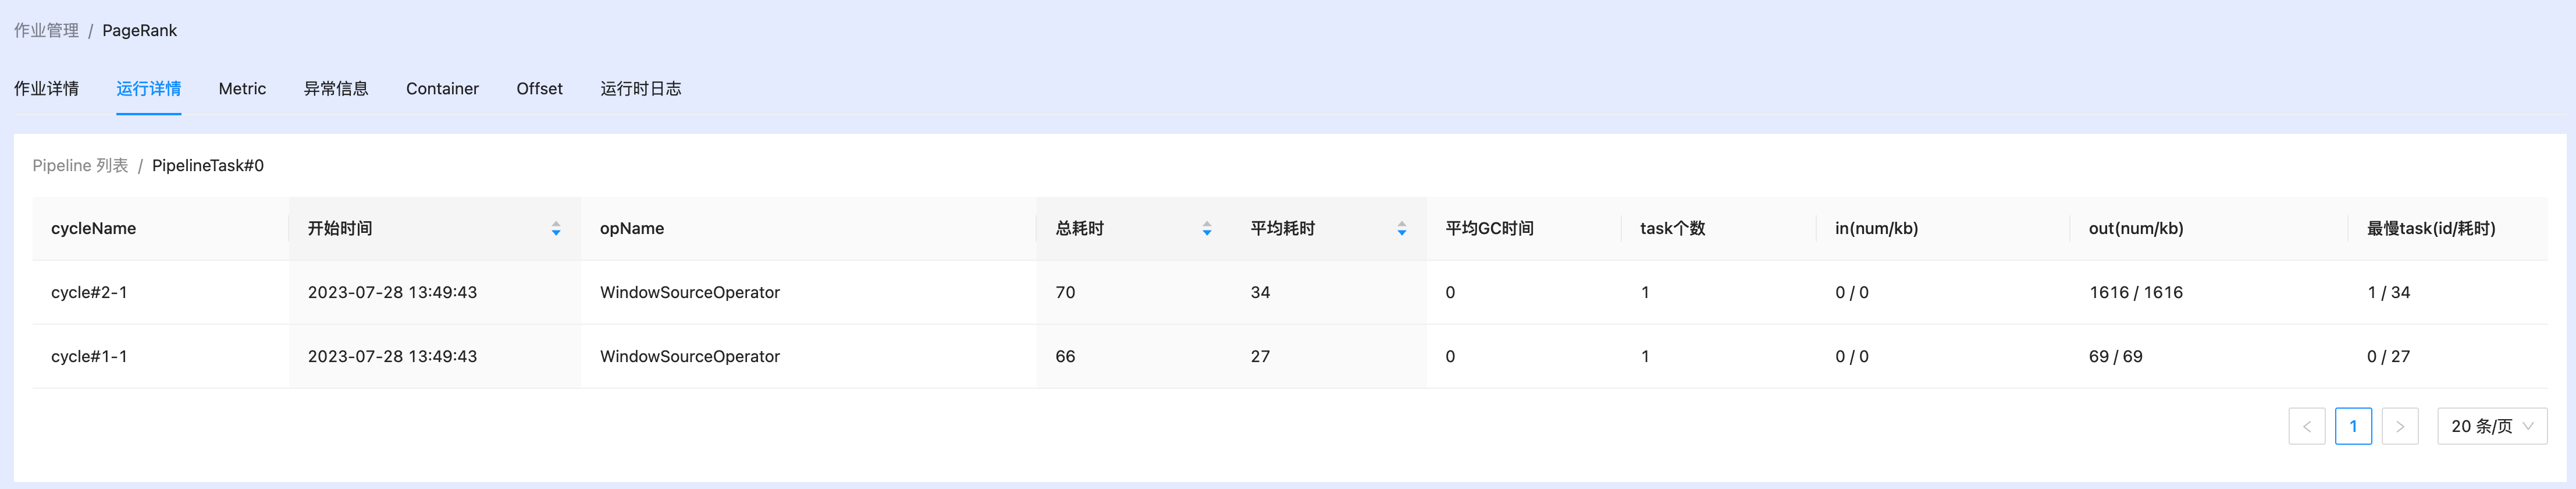 作业管理 / PageRank
作业详情 运行详情 Metric 异常信息 Container Offset 运行时日志
Pipeline 列表 / PipelineTask#0
cycleName 开始时间 opName 总耗时 平均耗时 平均GC时间 task个数 in(num/kb) out(num/kb) 最慢task(id/耗时)
cycle#2-1 2023-07-28 13:49:43 WindowSourceOperator 70 34 0 1 0 / 0 1616 / 1616 1 / 34
cycle#1-1 2023-07-28 13:49:43 WindowSourceOperator 66 27 0 1 0 / 0 69 / 69 0 / 27
< 1 > 20 条/页